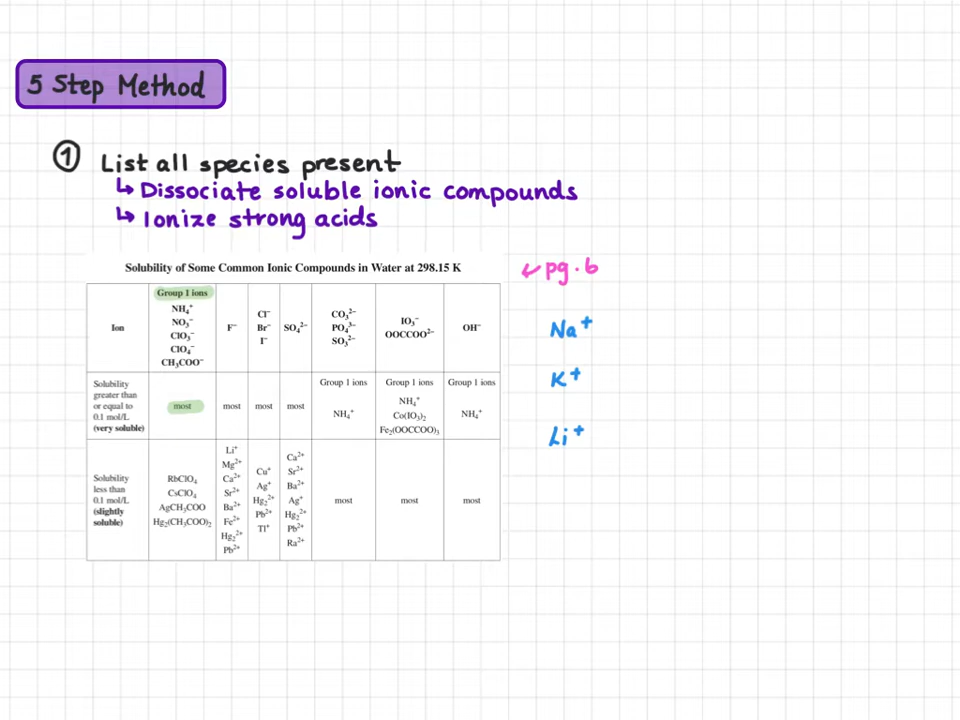 5 Step Method
① List all species present
↳ Dissociate soluble ionic compounds
↳ Ionize strong acids
Solubility of Some Common Ionic Compounds in Water at 298.15 K
↙ pg. 6
Ion
Group 1 ions
NH₄⁺
NO₃⁻
ClO₃⁻
ClO₄⁻
CH₃COO⁻
F⁻
Cl⁻
Br⁻
I⁻
SO₄²⁻
CO₃²⁻
PO₄³⁻
SO₃²⁻
IO₃⁻
OOCCOO²⁻
OH⁻
Solubility
greater than
or equal to
0.1 mol/L
(very soluble)
most
most
most
most
Group 1 ions
NH₄⁺
Group 1 ions
NH₄⁺
Co(IO₃)₂
Fe₂(OOCCOO)₃
Group 1 ions
NH₄⁺
Solubility
less than
0.1 mol/L
(slightly
soluble)
RbClO₄
CsClO₄
AgCH₃COO
Hg₂(CH₃COO)₂
Li⁺
Mg²⁺
Ca²⁺
Sr²⁺
Ba²⁺
Fe²⁺
Hg₂²⁺
Pb²⁺
Cu⁺
Ag⁺
Hg₂²⁺
Pb²⁺
Tl⁺
Ca²⁺
Sr²⁺
Ba²⁺
Ag⁺
Hg₂²⁺
Pb²⁺
Ra²⁺
most
most
most
Na⁺
K⁺
Li⁺